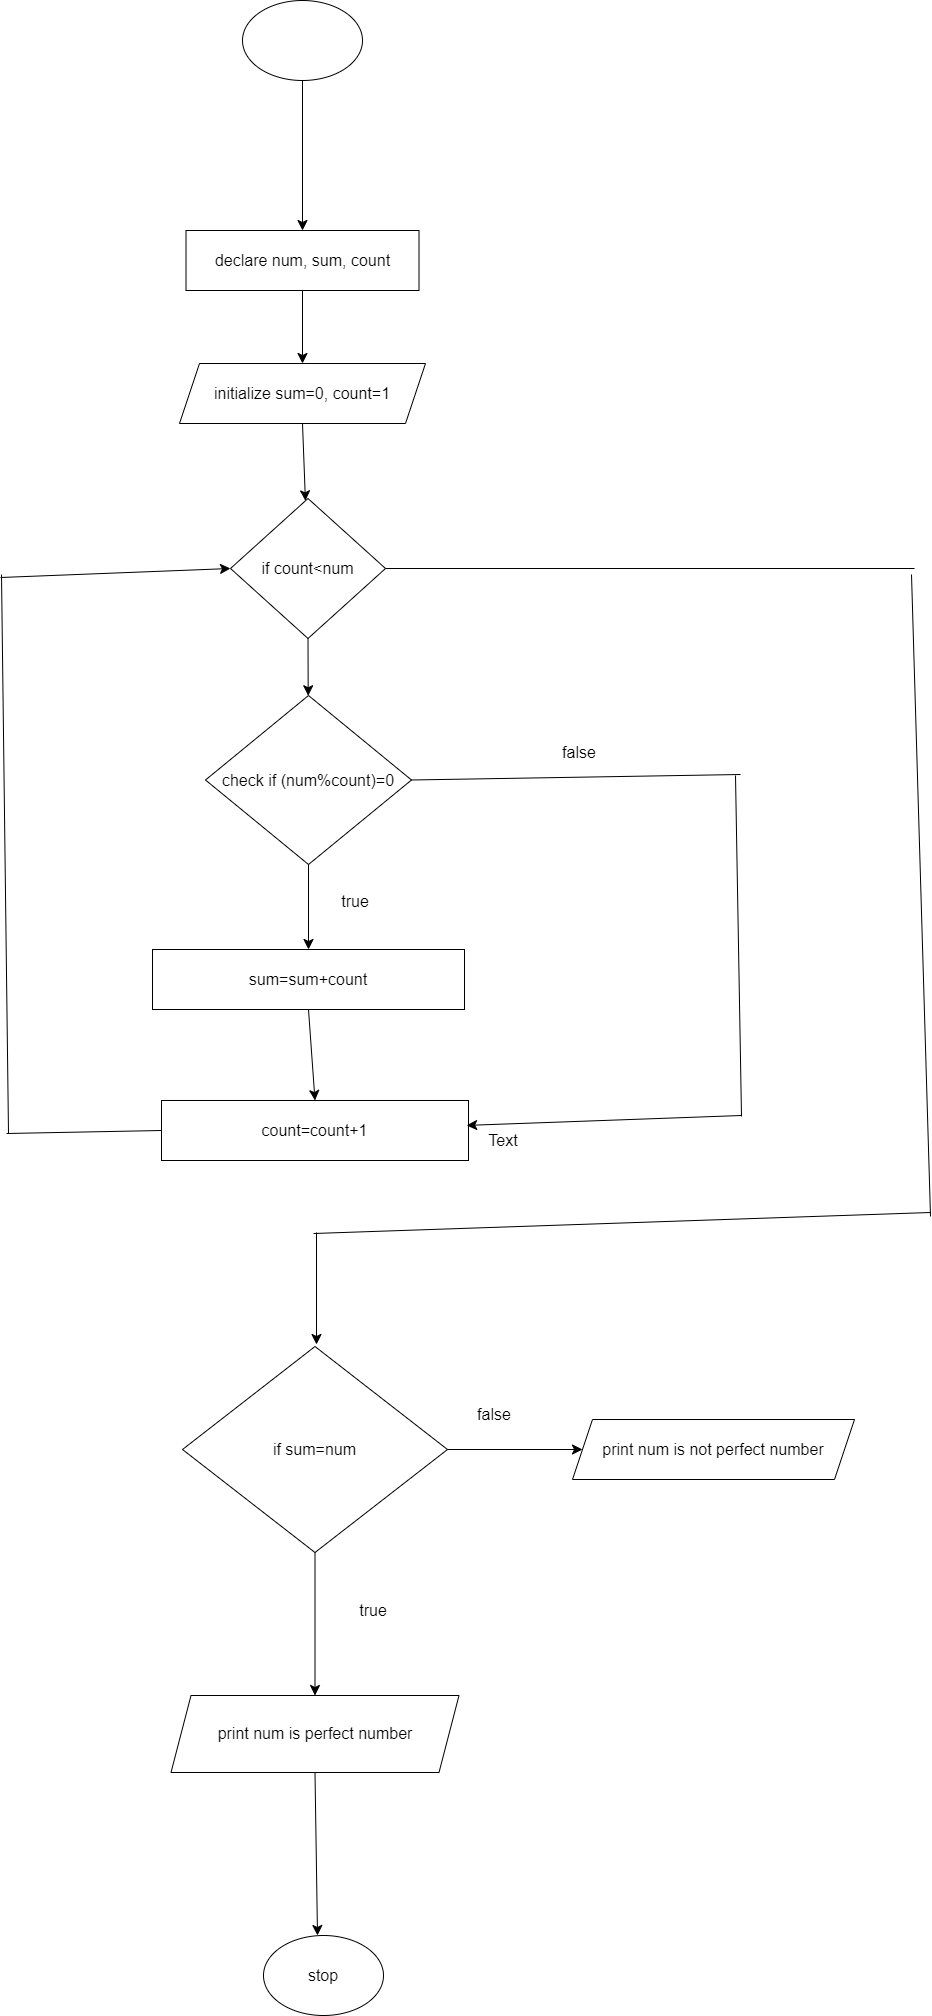 declare num, sum, count
initialize sum=0, count=1
if count<num
check if (num%count)=0
false
true
sum=sum+count
count=count+1
Text
if sum=num
false
print num is not perfect number
true
print num is perfect number
stop